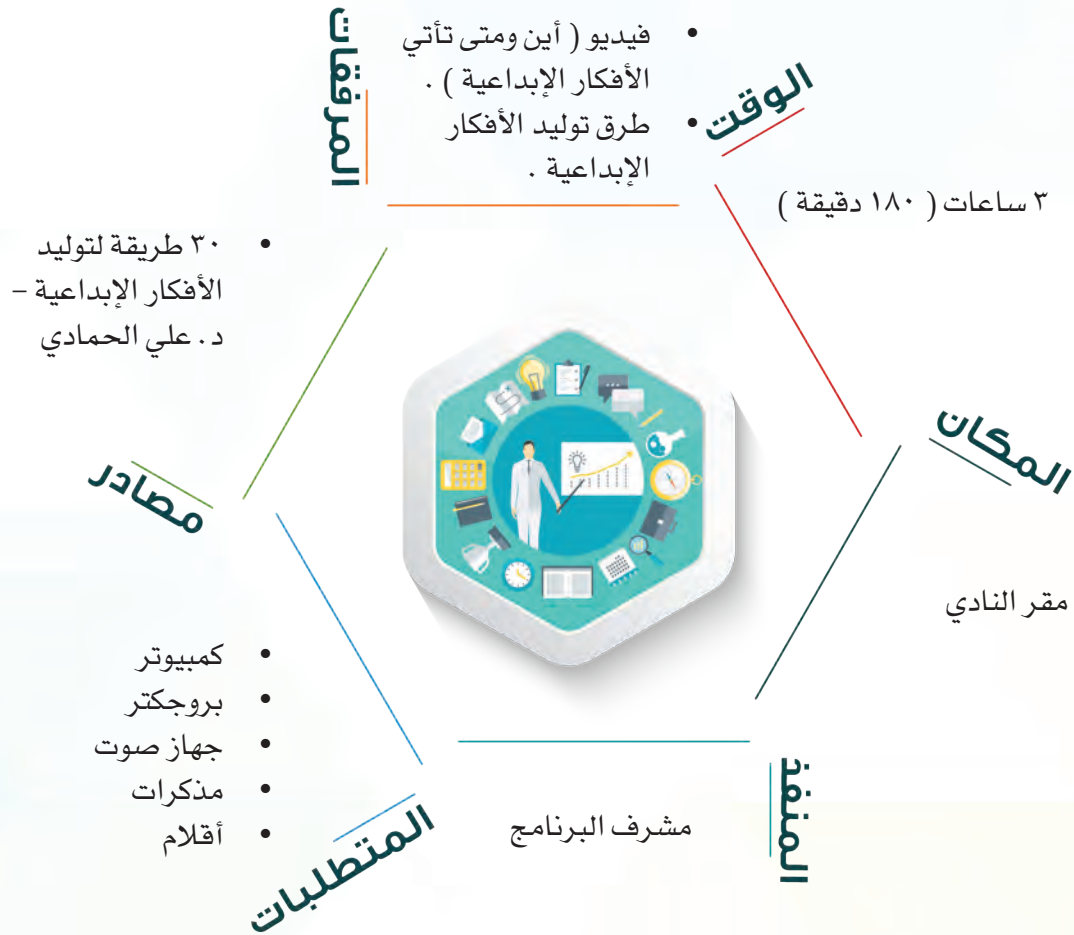 المرفقات
• فيديو ( أين ومتى تأتي
الأفكار الإبداعية ) .
• طرق توليد الأفكار
الإبداعية .
الوقت
٣ ساعات ( ١٨٠ دقيقة )
المكان
مقر النادي
المنفذ
مشرف البرنامج
المتطلبات
• كمبيوتر
• بروجكتر
• جهاز صوت
• مذكرات
• أقلام
مصادر
• ٣٠ طريقة لتوليد
الأفكار الإبداعية –
د. علي الحمادي